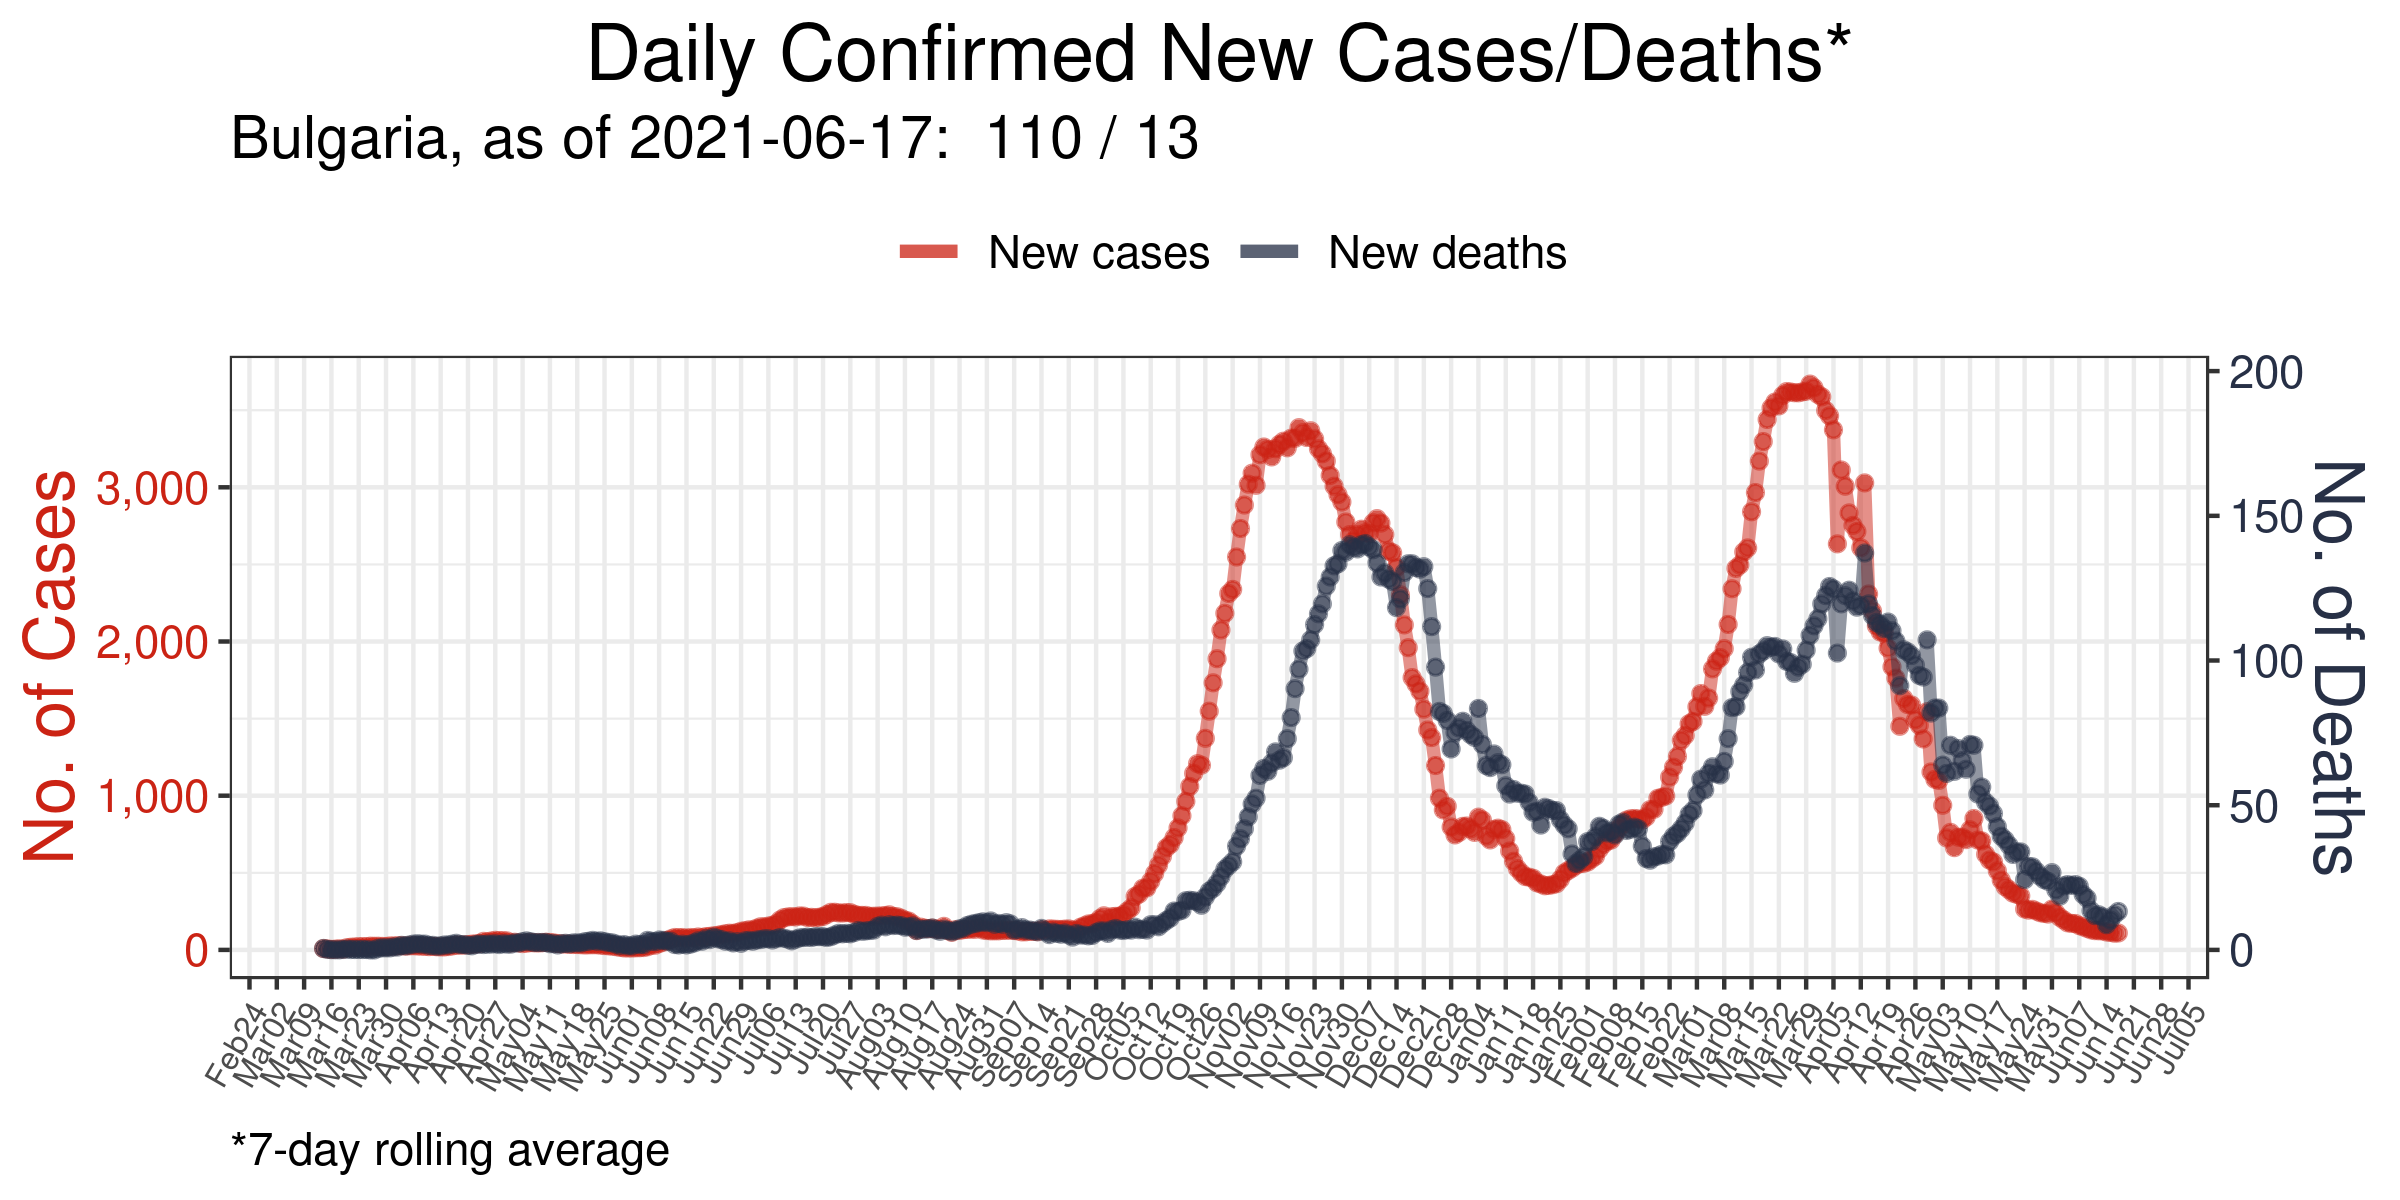 Daily Confirmed New Cases/Deaths*
Bulgaria, as of 2021-06-17:  110 / 13
New cases
New deaths
No. of Cases
3,000
2,000
1,000
0
200
150
100
50
0
No. of Deaths
Feb24
Mar02
Mar09
Mar16
Mar23
Mar30
Apr06
Apr13
Apr20
Apr27
May04
May11
May18
May25
Jun01
Jun08
Jun15
Jun22
Jun29
Jul06
Jul13
Jul20
Jul27
Aug03
Aug10
Aug17
Aug24
Aug31
Sep07
Sep14
Sep21
Sep28
Oct05
Oct12
Oct19
Oct26
Nov02
Nov09
Nov16
Nov23
Nov30
Dec07
Dec14
Dec21
Dec28
Jan04
Jan11
Jan18
Jan25
Feb01
Feb08
Feb15
Feb22
Mar01
Mar08
Mar15
Mar22
Mar29
Apr05
Apr12
Apr19
Apr26
May03
May10
May17
May24
May31
Jun07
Jun14
Jun21
Jun28
Jul05
*7-day rolling average